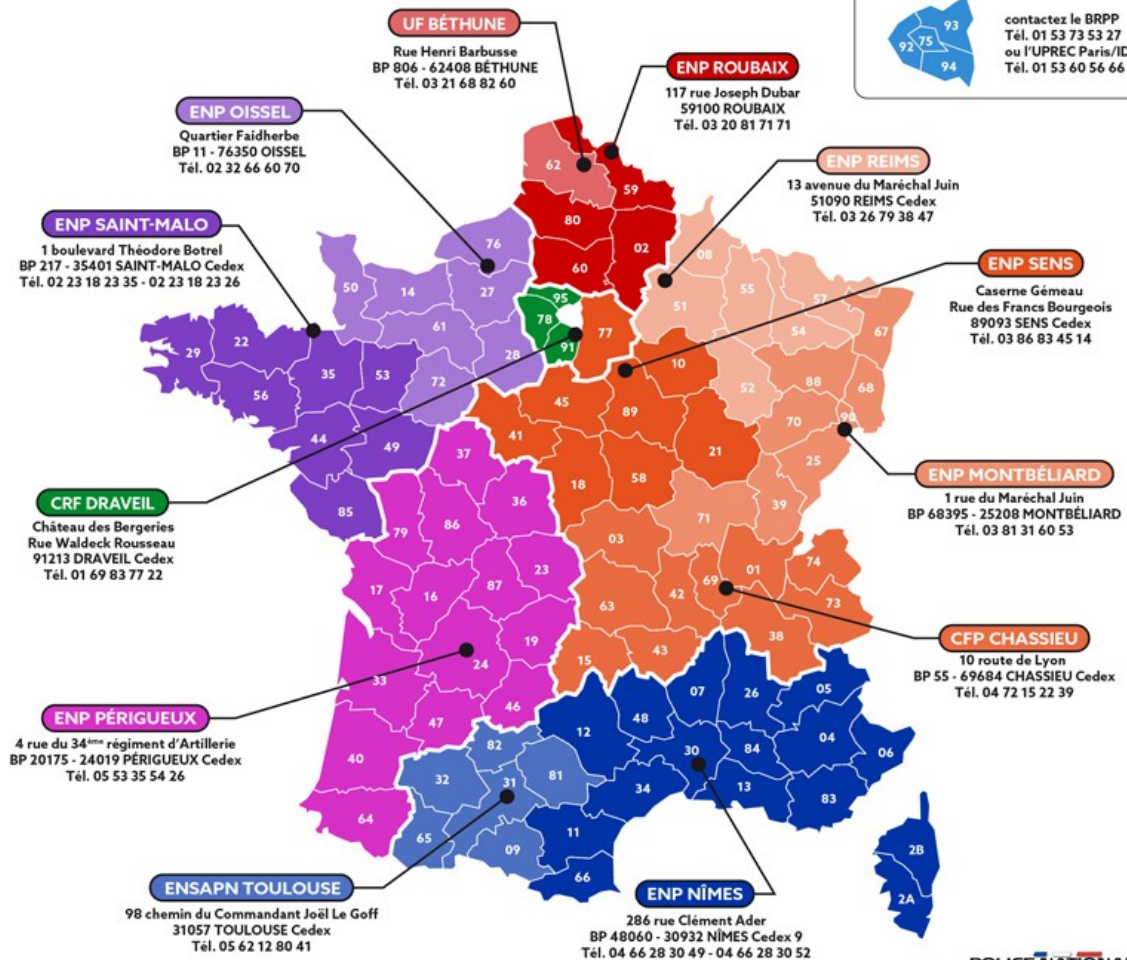 UF BÉTHUNE
Rue Henri Barbusse
BP 806 - 62408 BÉTHUNE
Tél. 03 21 68 82 60
93
92
75
94
contactez le BRPP
Tél. 01 53 73 53 27
ou l'UPREC Paris/ID
Tél. 01 53 60 56 66
ENP ROUBAIX
117 rue Joseph Dubar
59100 ROUBAIX
Tél. 03 20 81 71 71
ENP OISSEL
Quartier Faidherbe
BP 11 - 76350 OISSEL
Tél. 02 32 66 60 70
ENP REIMS
13 avenue du Maréchal Juin
51090 REIMS Cedex
Tél. 03 26 79 38 47
ENP SAINT-MALO
1 boulevard Théodore Botrel
BP 217 - 35401 SAINT-MALO Cedex
Tél. 02 23 18 23 35 - 02 23 18 23 26
ENP SENS
Caserne Gémeau
Rue des Francs Bourgeois
89093 SENS Cedex
Tél. 03 86 83 45 14
62
59
80
02
60
76
27
50
14
61
28
72
95
78
91
77
08
51
55
57
54
67
52
88
68
70
90
25
39
71
10
45
89
41
21
18
58
29
22
35
53
56
44
49
85
37
36
79
86
17
16
87
23
24
19
33
47
46
40
64
03
63
42
69
01
74
73
38
15
43
07
26
05
12
48
30
84
04
06
34
13
83
11
66
2B
2A
82
32
31
81
65
09
CRF DRAVEIL
Château des Bergeries
Rue Waldeck Rousseau
91213 DRAVEIL Cedex
Tél. 01 69 83 77 22
ENP MONTBÉLIARD
1 rue du Maréchal Juin
BP 68395 - 25208 MONTBÉLIARD
Tél. 03 81 31 60 53
CFP CHASSIEU
10 route de Lyon
BP 55 - 69684 CHASSIEU Cedex
Tél. 04 72 15 22 39
ENP PÉRIGUEUX
4 rue du 34ème régiment d'Artillerie
BP 20175 - 24019 PÉRIGUEUX Cedex
Tél. 05 53 35 54 26
ENSAPN TOULOUSE
98 chemin du Commandant Joël Le Goff
31057 TOULOUSE Cedex
Tél. 05 62 12 80 41
ENP NÎMES
286 rue Clément Ader
BP 48060 - 30932 NÎMES Cedex 9
Tél. 04 66 28 30 49 - 04 66 28 30 52